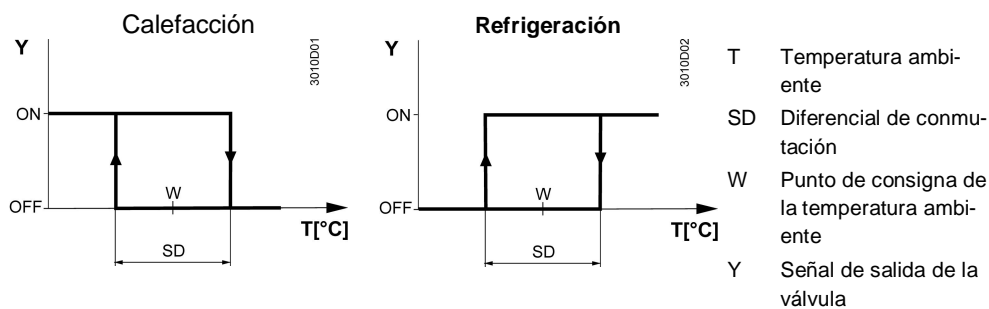 Calefacción
Y
3010D01
ON
W
OFF
T[°C]
SD
Refrigeración
Y
3010D02
ON
W
OFF
T[°C]
SD
T Temperatura ambi-
ente
SD Diferencial de conmu-
tación
W Punto de consigna de
la temperatura ambi-
ente
Y Señal de salida de la
válvula